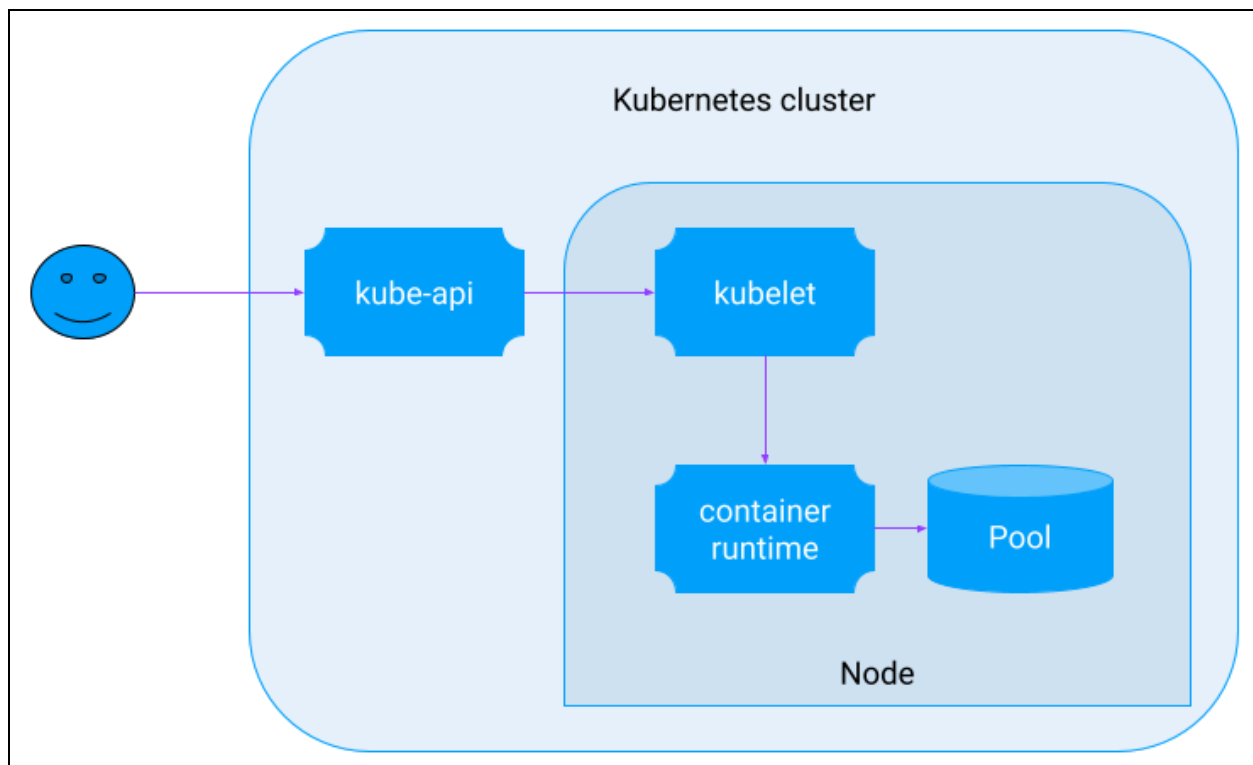 Kubernetes cluster
kube-api
kubelet
container
runtime
Pool
Node